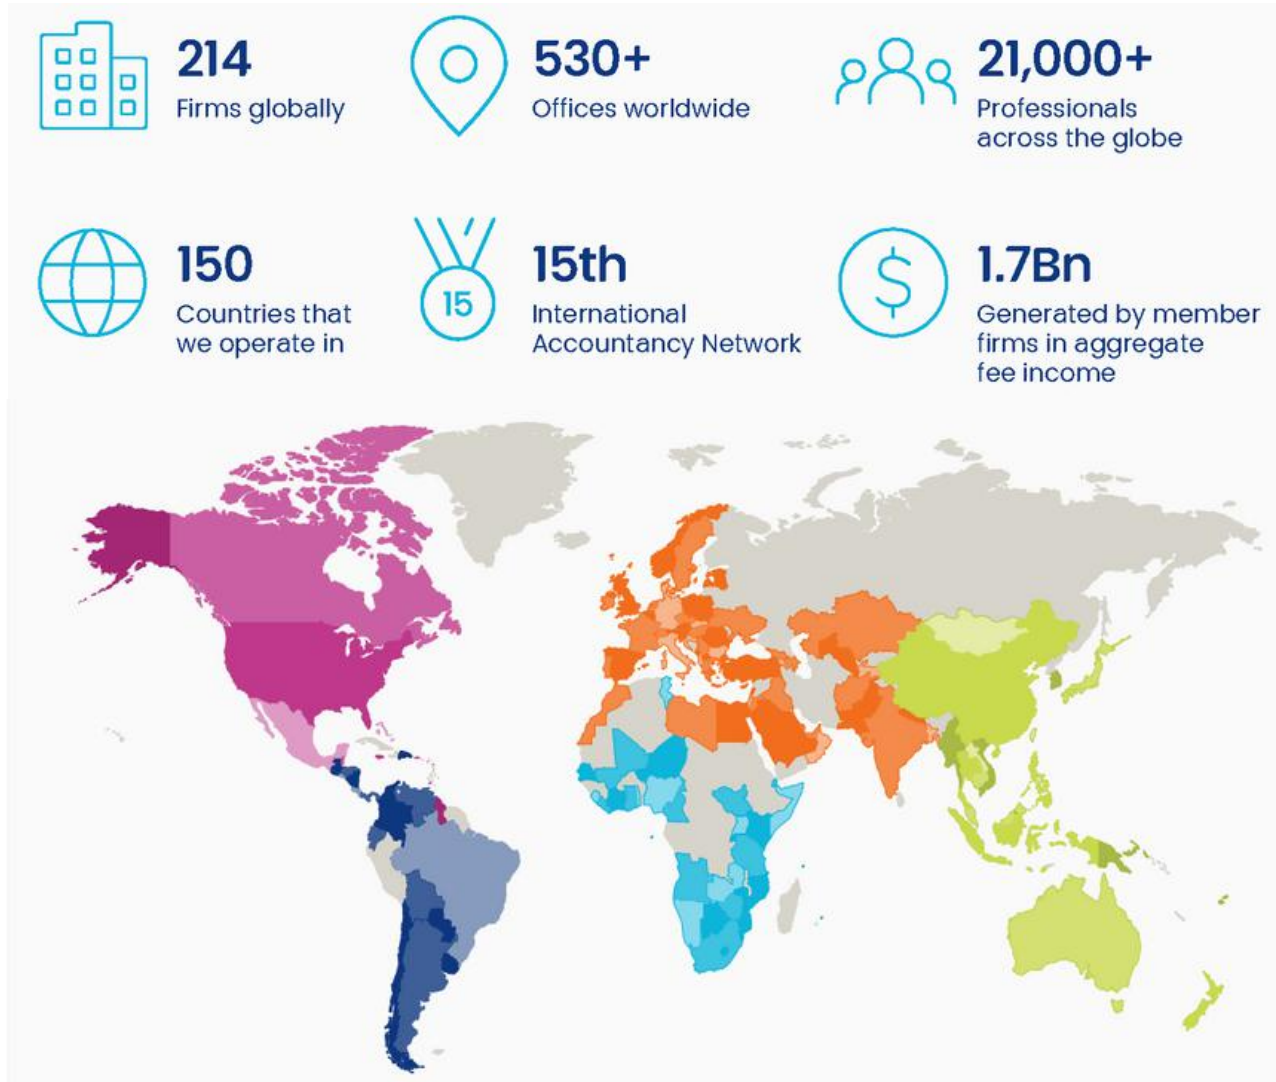 214
Firms globally
530+
Offices worldwide
21,000+
Professionals
across the globe
150
Countries that
we operate in
15
15th
International
Accountancy Network
1.7Bn
Generated by member
firms in aggregate
fee income